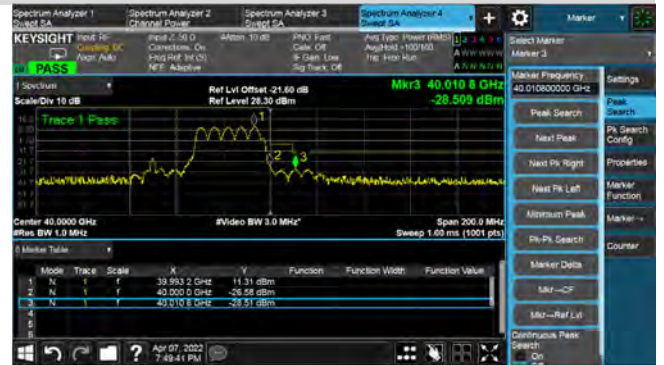 Spectrum Analyzer 1
Swept SA
Spectrum Analyzer 2
Channel Power
Spectrum Analyzer 3
Swept SA
Spectrum Analyzer 4
Swept SA
Marker
KEYSIGHT
Input: RF
Coupling: DC
Align: Auto
Input Z: 50 Ω
Corrections: On
Freq Ref: Int (S)
NFE: Adaptive
#Atten: 10 dB
PNO: Fast
Gate: Off
IF Gain: Low
Sig Track: Off
Avg Type: Power (RMS)
Avg|Hold: >100/100
Trig: Free Run
PASS
Select Marker
Marker 3
1 Spectrum
Scale/Div 10 dB
Ref Lvl Offset -21.60 dB
Ref Level 28.30 dBm
Mkr3 40.010 8 GHz
-28.509 dBm
Trace 1 Pass
1
2
3
Center 40.0000 GHz
#Res BW 1.0 MHz
#Video BW 3.0 MHz*
Span 200.0 MHz
Sweep 1.00 ms (1001 pts)
Marker Table
Mode Trace Scale X Y Function Function Width Function Value
1 N 1 f 39.993 2 GHz 11.31 dBm
2 N 1 f 40.000 0 GHz -26.58 dBm
3 N 1 f 40.010 8 GHz -28.51 dBm
4
5
6
Apr 07, 2022
7:49:41 PM
Marker Frequency
40.010800000 GHz
Peak Search
Next Peak
Next Pk Right
Next Pk Left
Minimum Peak
Pk-Pk Search
Marker Delta
Mkr→CF
Mkr→Ref Lvl
Continuous Peak
Search
On
Off
Settings
Peak
Search
Pk Search
Config
Properties
Marker
Function
Marker→
Counter